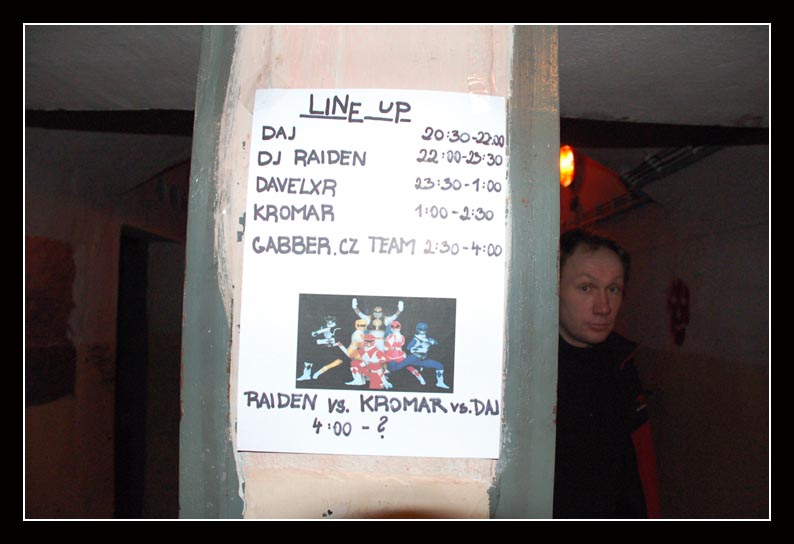 LINE UP
DAJ 20:30-22:00
DJ RAIDEN 22:00-23:30
DAVELXR 23:30-1:00
KROMAR 1:00-2:30
GABBER.CZ TEAM 2:30-4:00
RAIDEN vs. KROMAR vs. DAJ
4:00 - ?